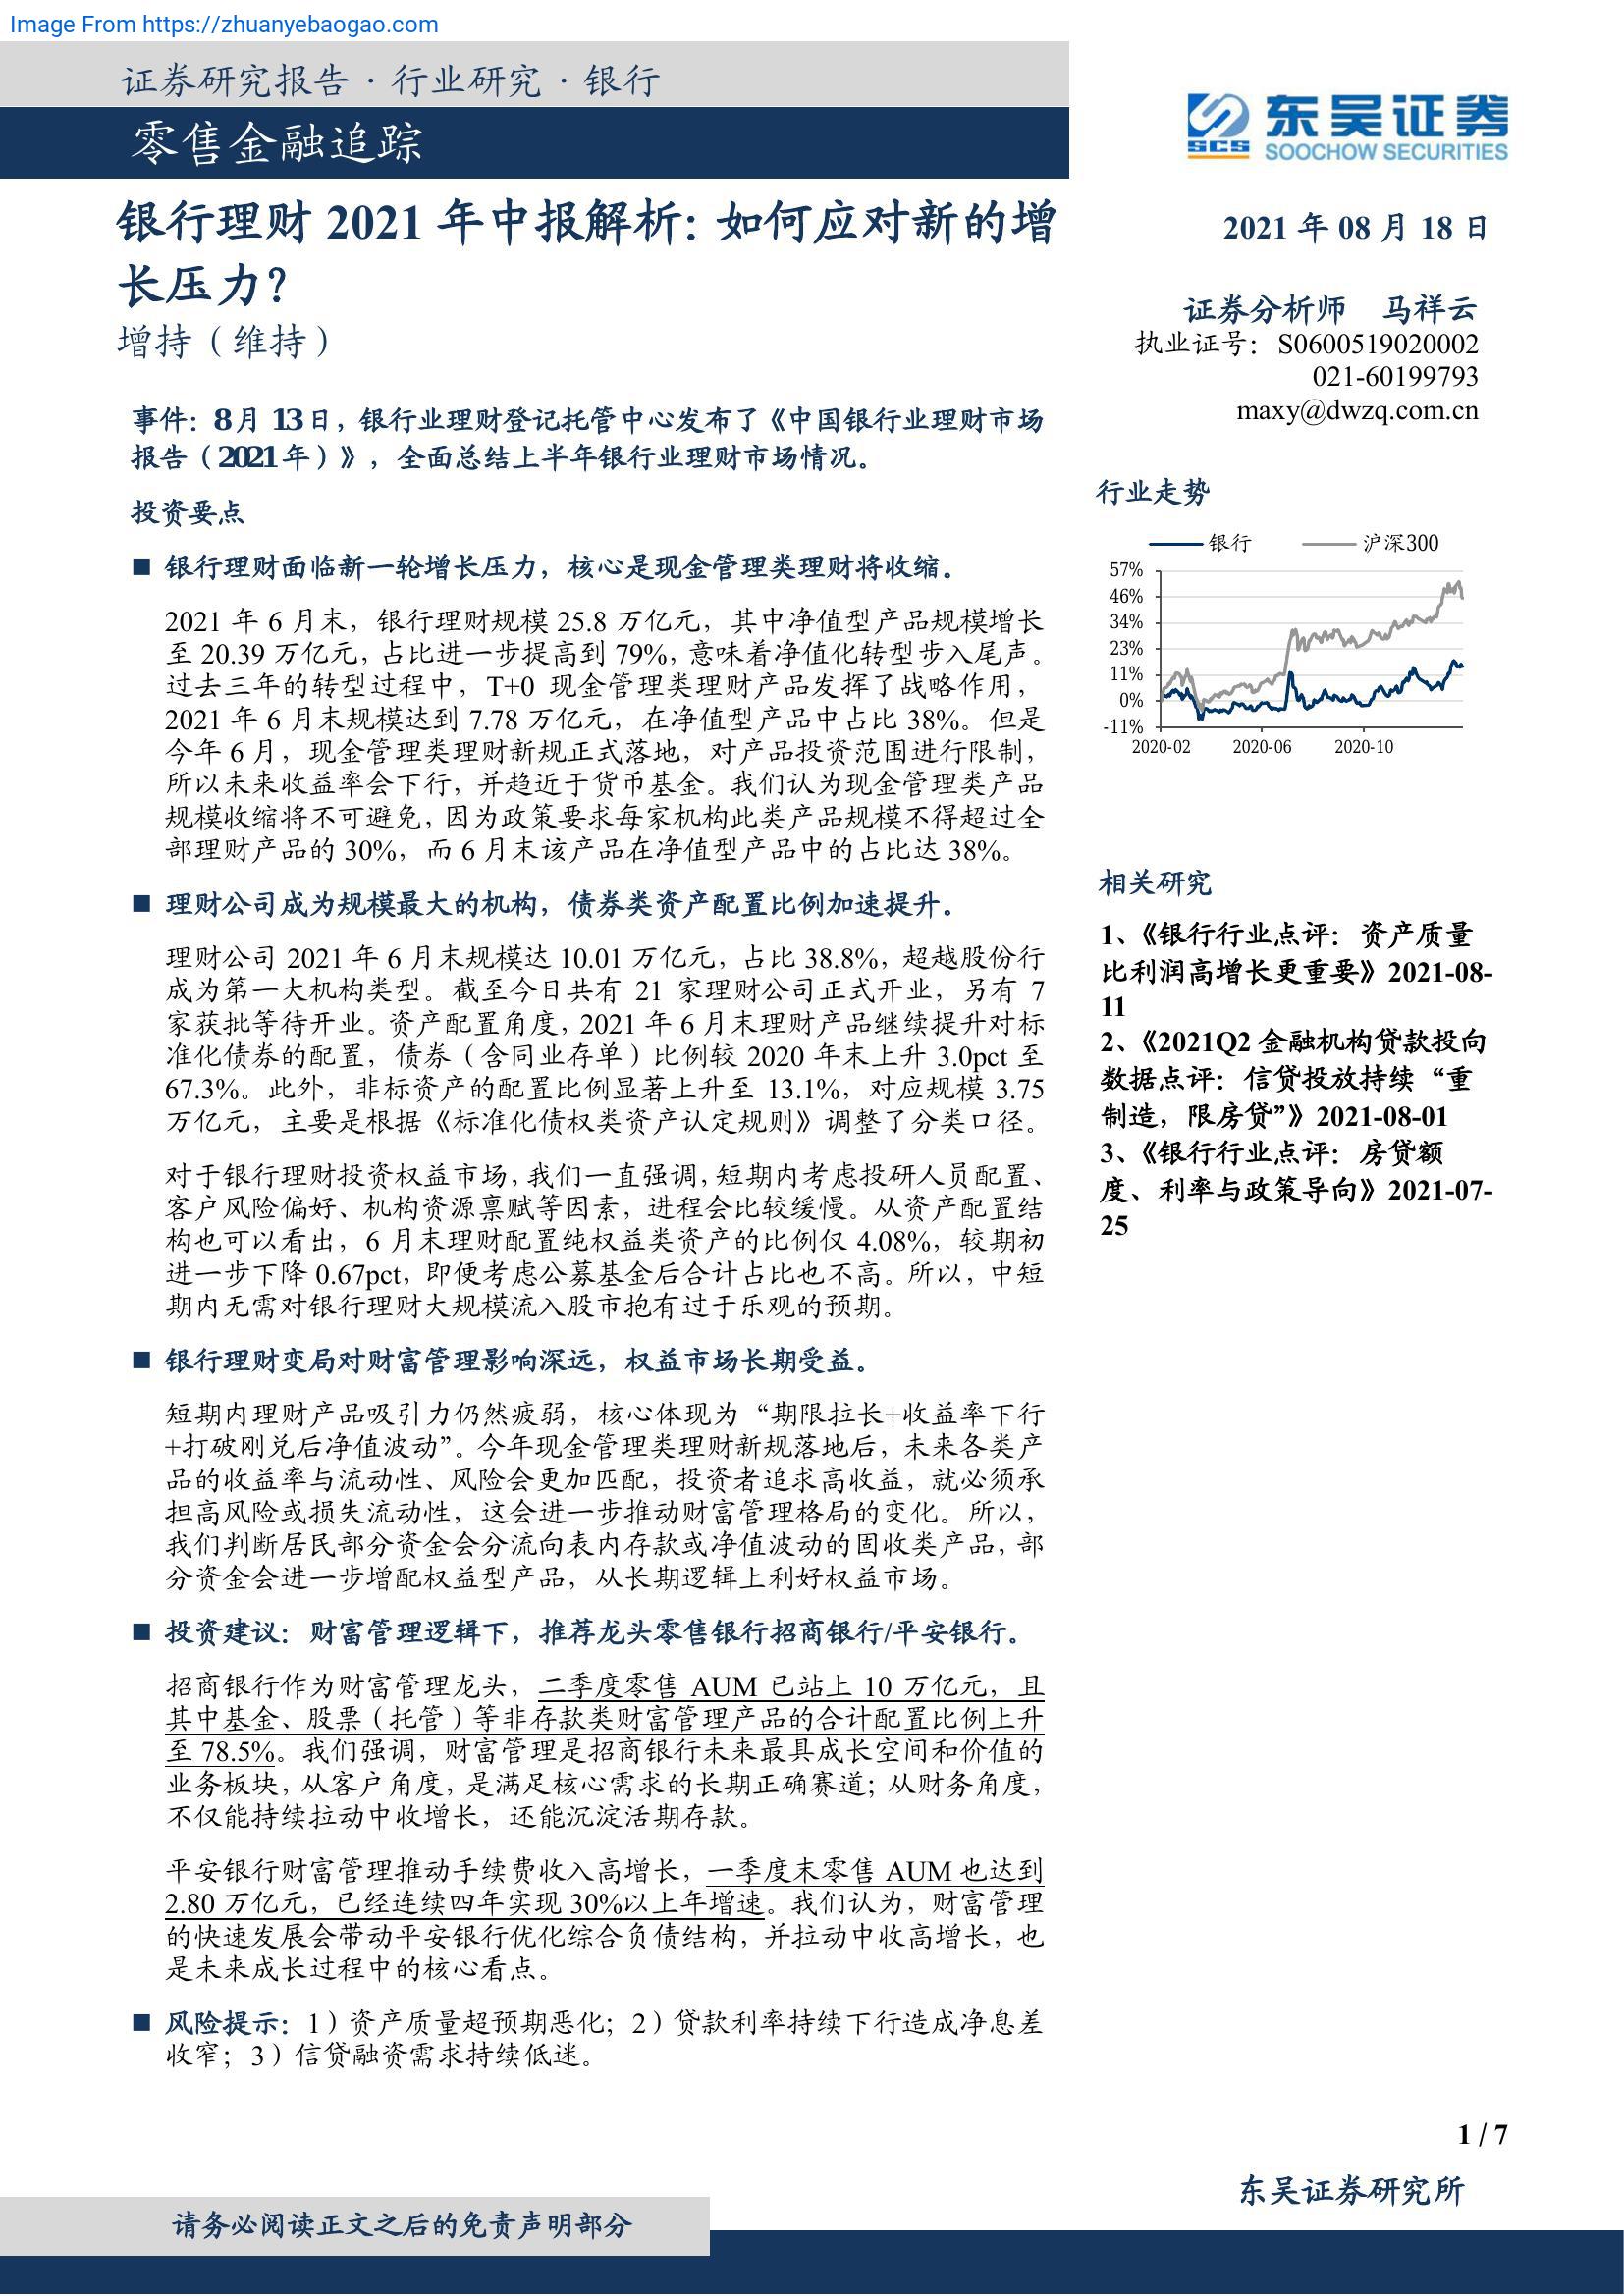 Image From https://zhuanyebaogao.com
证券研究报告·行业研究·银行
零售金融追踪
东吴证券
SCS
SOOCHOW SECURITIES
银行理财 2021 年中报解析：如何应对新的增
长压力？
增持（维持）
2021 年 08 月 18 日
证券分析师 马祥云
执业证号：S0600519020002
021-60199793
maxy@dwzq.com.cn
事件：8月 13日，银行业理财登记托管中心发布了《中国银行业理财市场
报告（2021年）》，全面总结上半年银行业理财市场情况。
投资要点
■ 银行理财面临新一轮增长压力，核心是现金管理类理财将收缩。
2021 年 6 月末，银行理财规模 25.8 万亿元，其中净值型产品规模增长
至 20.39 万亿元，占比进一步提高到 79%，意味着净值化转型步入尾声。
过去三年的转型过程中，T+0 现金管理类理财产品发挥了战略作用，
2021 年 6 月末规模达到 7.78 万亿元，在净值型产品中占比 38%。但是
今年 6 月，现金管理类理财新规正式落地，对产品投资范围进行限制，
所以未来收益率会下行，并趋近于货币基金。我们认为现金管理类产品
规模收缩将不可避免，因为政策要求每家机构此类产品规模不得超过全
部理财产品的 30%，而 6 月末该产品在净值型产品中的占比达 38%。
■ 理财公司成为规模最大的机构，债券类资产配置比例加速提升。
理财公司 2021 年 6 月末规模达 10.01 万亿元，占比 38.8%，超越股份行
成为第一大机构类型。截至今日共有 21 家理财公司正式开业，另有 7
家获批等待开业。资产配置角度，2021 年 6 月末理财产品继续提升对标
准化债券的配置，债券（含同业存单）比例较 2020 年末上升 3.0pct 至
67.3%。此外，非标资产的配置比例显著上升至 13.1%，对应规模 3.75
万亿元，主要是根据《标准化债权类资产认定规则》调整了分类口径。
对于银行理财投资权益市场，我们一直强调，短期内考虑投研人员配置、
客户风险偏好、机构资源禀赋等因素，进程会比较缓慢。从资产配置结
构也可以看出，6 月末理财配置纯权益类资产的比例仅 4.08%，较期初
进一步下降 0.67pct，即便考虑公募基金后合计占比也不高。所以，中短
期内无需对银行理财大规模流入股市抱有过于乐观的预期。
■ 银行理财变局对财富管理影响深远，权益市场长期受益。
短期内理财产品吸引力仍然疲弱，核心体现为“期限拉长+收益率下行
+打破刚兑后净值波动”。今年现金管理类理财新规落地后，未来各类产
品的收益率与流动性、风险会更加匹配，投资者追求高收益，就必须承
担高风险或损失流动性，这会进一步推动财富管理格局的变化。所以，
我们判断居民部分资金会分流向表内存款或净值波动的固收类产品，部
分资金会进一步增配权益型产品，从长期逻辑上利好权益市场。
■ 投资建议：财富管理逻辑下，推荐龙头零售银行招商银行/平安银行。
招商银行作为财富管理龙头，二季度零售 AUM 已站上 10 万亿元，且
其中基金、股票（托管）等非存款类财富管理产品的合计配置比例上升
至 78.5%。我们强调，财富管理是招商银行未来最具成长空间和价值的
业务板块，从客户角度，是满足核心需求的长期正确赛道；从财务角度，
不仅能持续拉动中收增长，还能沉淀活期存款。
平安银行财富管理推动手续费收入高增长，一季度末零售 AUM 也达到
2.80 万亿元，已经连续四年实现 30%以上年增速。我们认为，财富管理
的快速发展会带动平安银行优化综合负债结构，并拉动中收高增长，也
是未来成长过程中的核心看点。
■ 风险提示：1）资产质量超预期恶化；2）贷款利率持续下行造成净息差
收窄；3）信贷融资需求持续低迷。
行业走势
银行 沪深300
57%
46%
34%
23%
11%
0%
-11%
2020-02 2020-06 2020-10
相关研究
1、《银行行业点评：资产质量
比利润高增长更重要》2021-08-
11
2、《2021Q2 金融机构贷款投向
数据点评：信贷投放持续“重
制造，限房贷”》2021-08-01
3、《银行行业点评：房贷额
度、利率与政策导向》2021-07-
25
1 / 7
东吴证券研究所
请务必阅读正文之后的免责声明部分